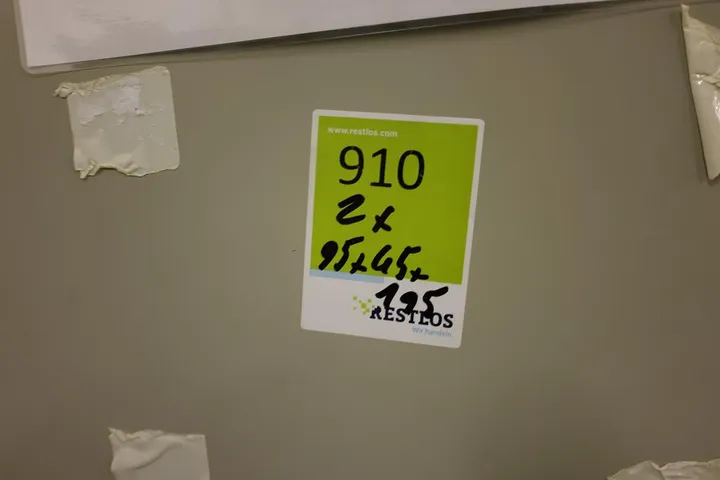 www.restlos.com
910
2x
95x45x
195
RESTLOS
Wir handeln.